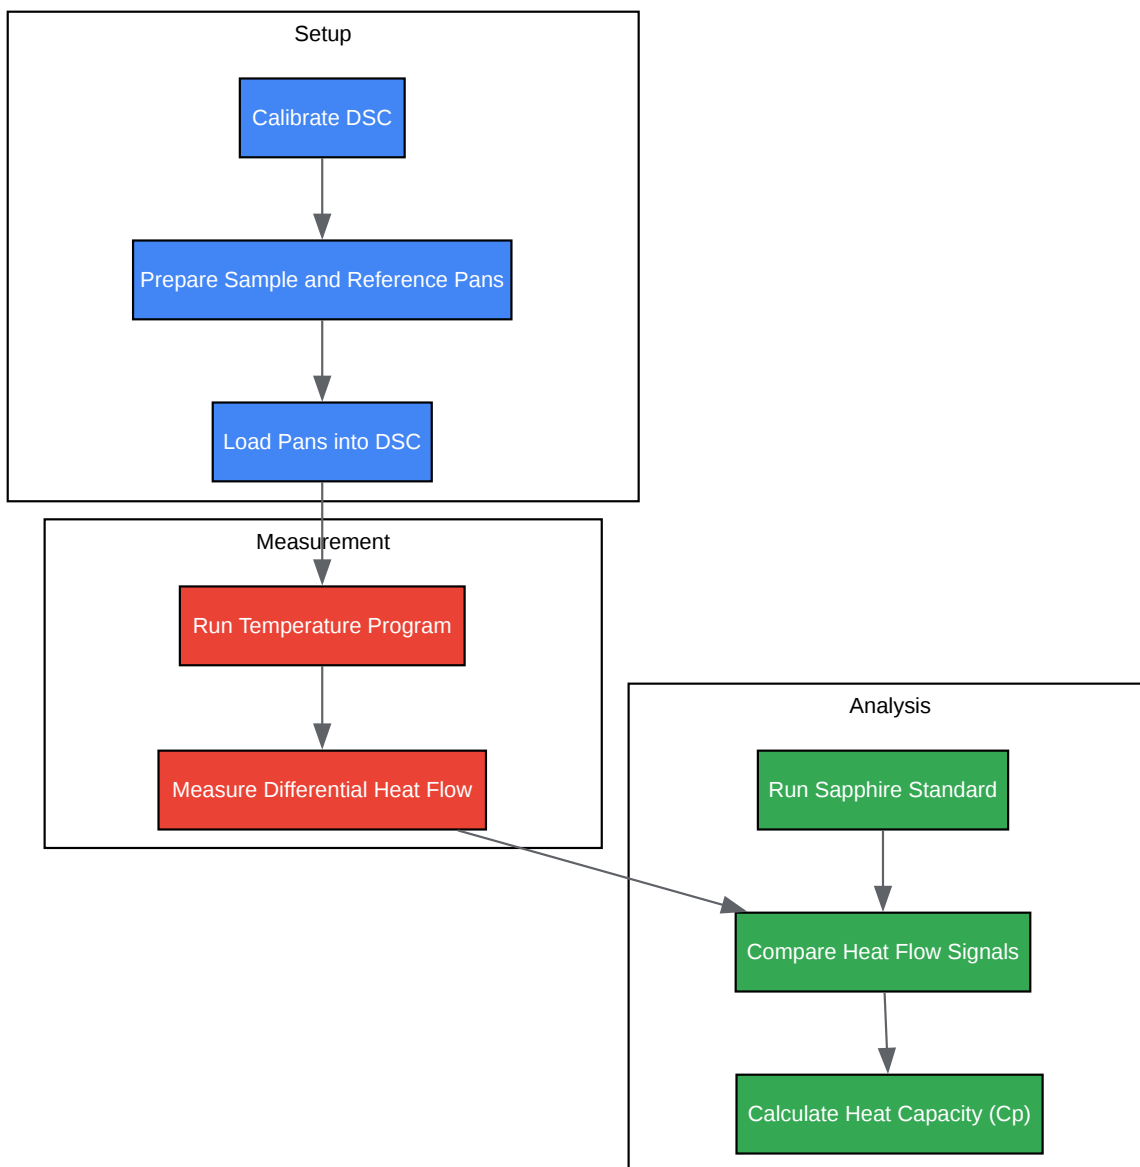 Setup
Calibrate DSC
Prepare Sample and Reference Pans
Load Pans into DSC
Measurement
Run Temperature Program
Measure Differential Heat Flow
Analysis
Run Sapphire Standard
Compare Heat Flow Signals
Calculate Heat Capacity (Cp)